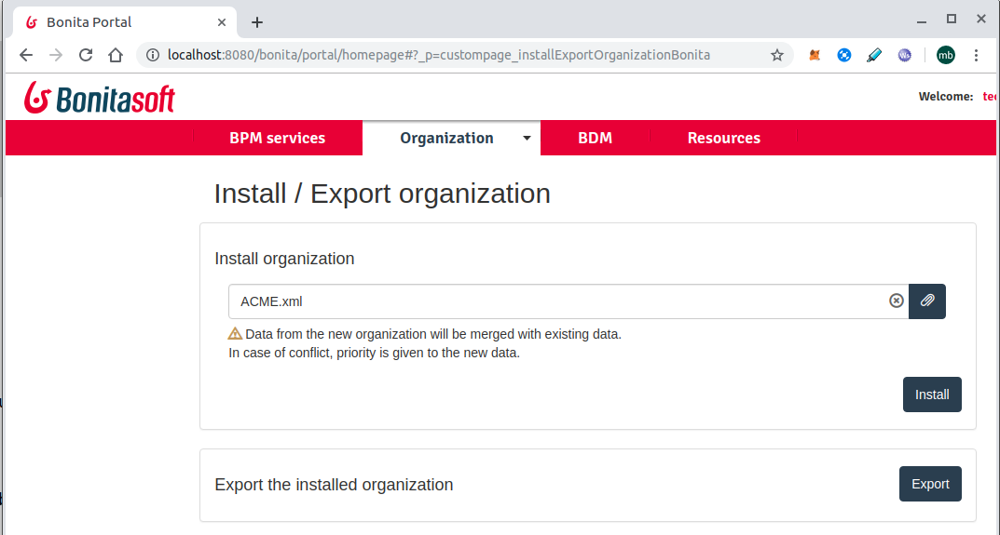 Bonita Portal
localhost:8080/bonita/portal/homepage#?_p=custompage_installExportOrganizationBonita
mb
Bonitasoft
Welcome:
BPM services
Organization
BDM
Resources
Install / Export organization
Install organization
ACME.xml
Data from the new organization will be merged with existing data.
In case of conflict, priority is given to the new data.
Install
Export the installed organization
Export